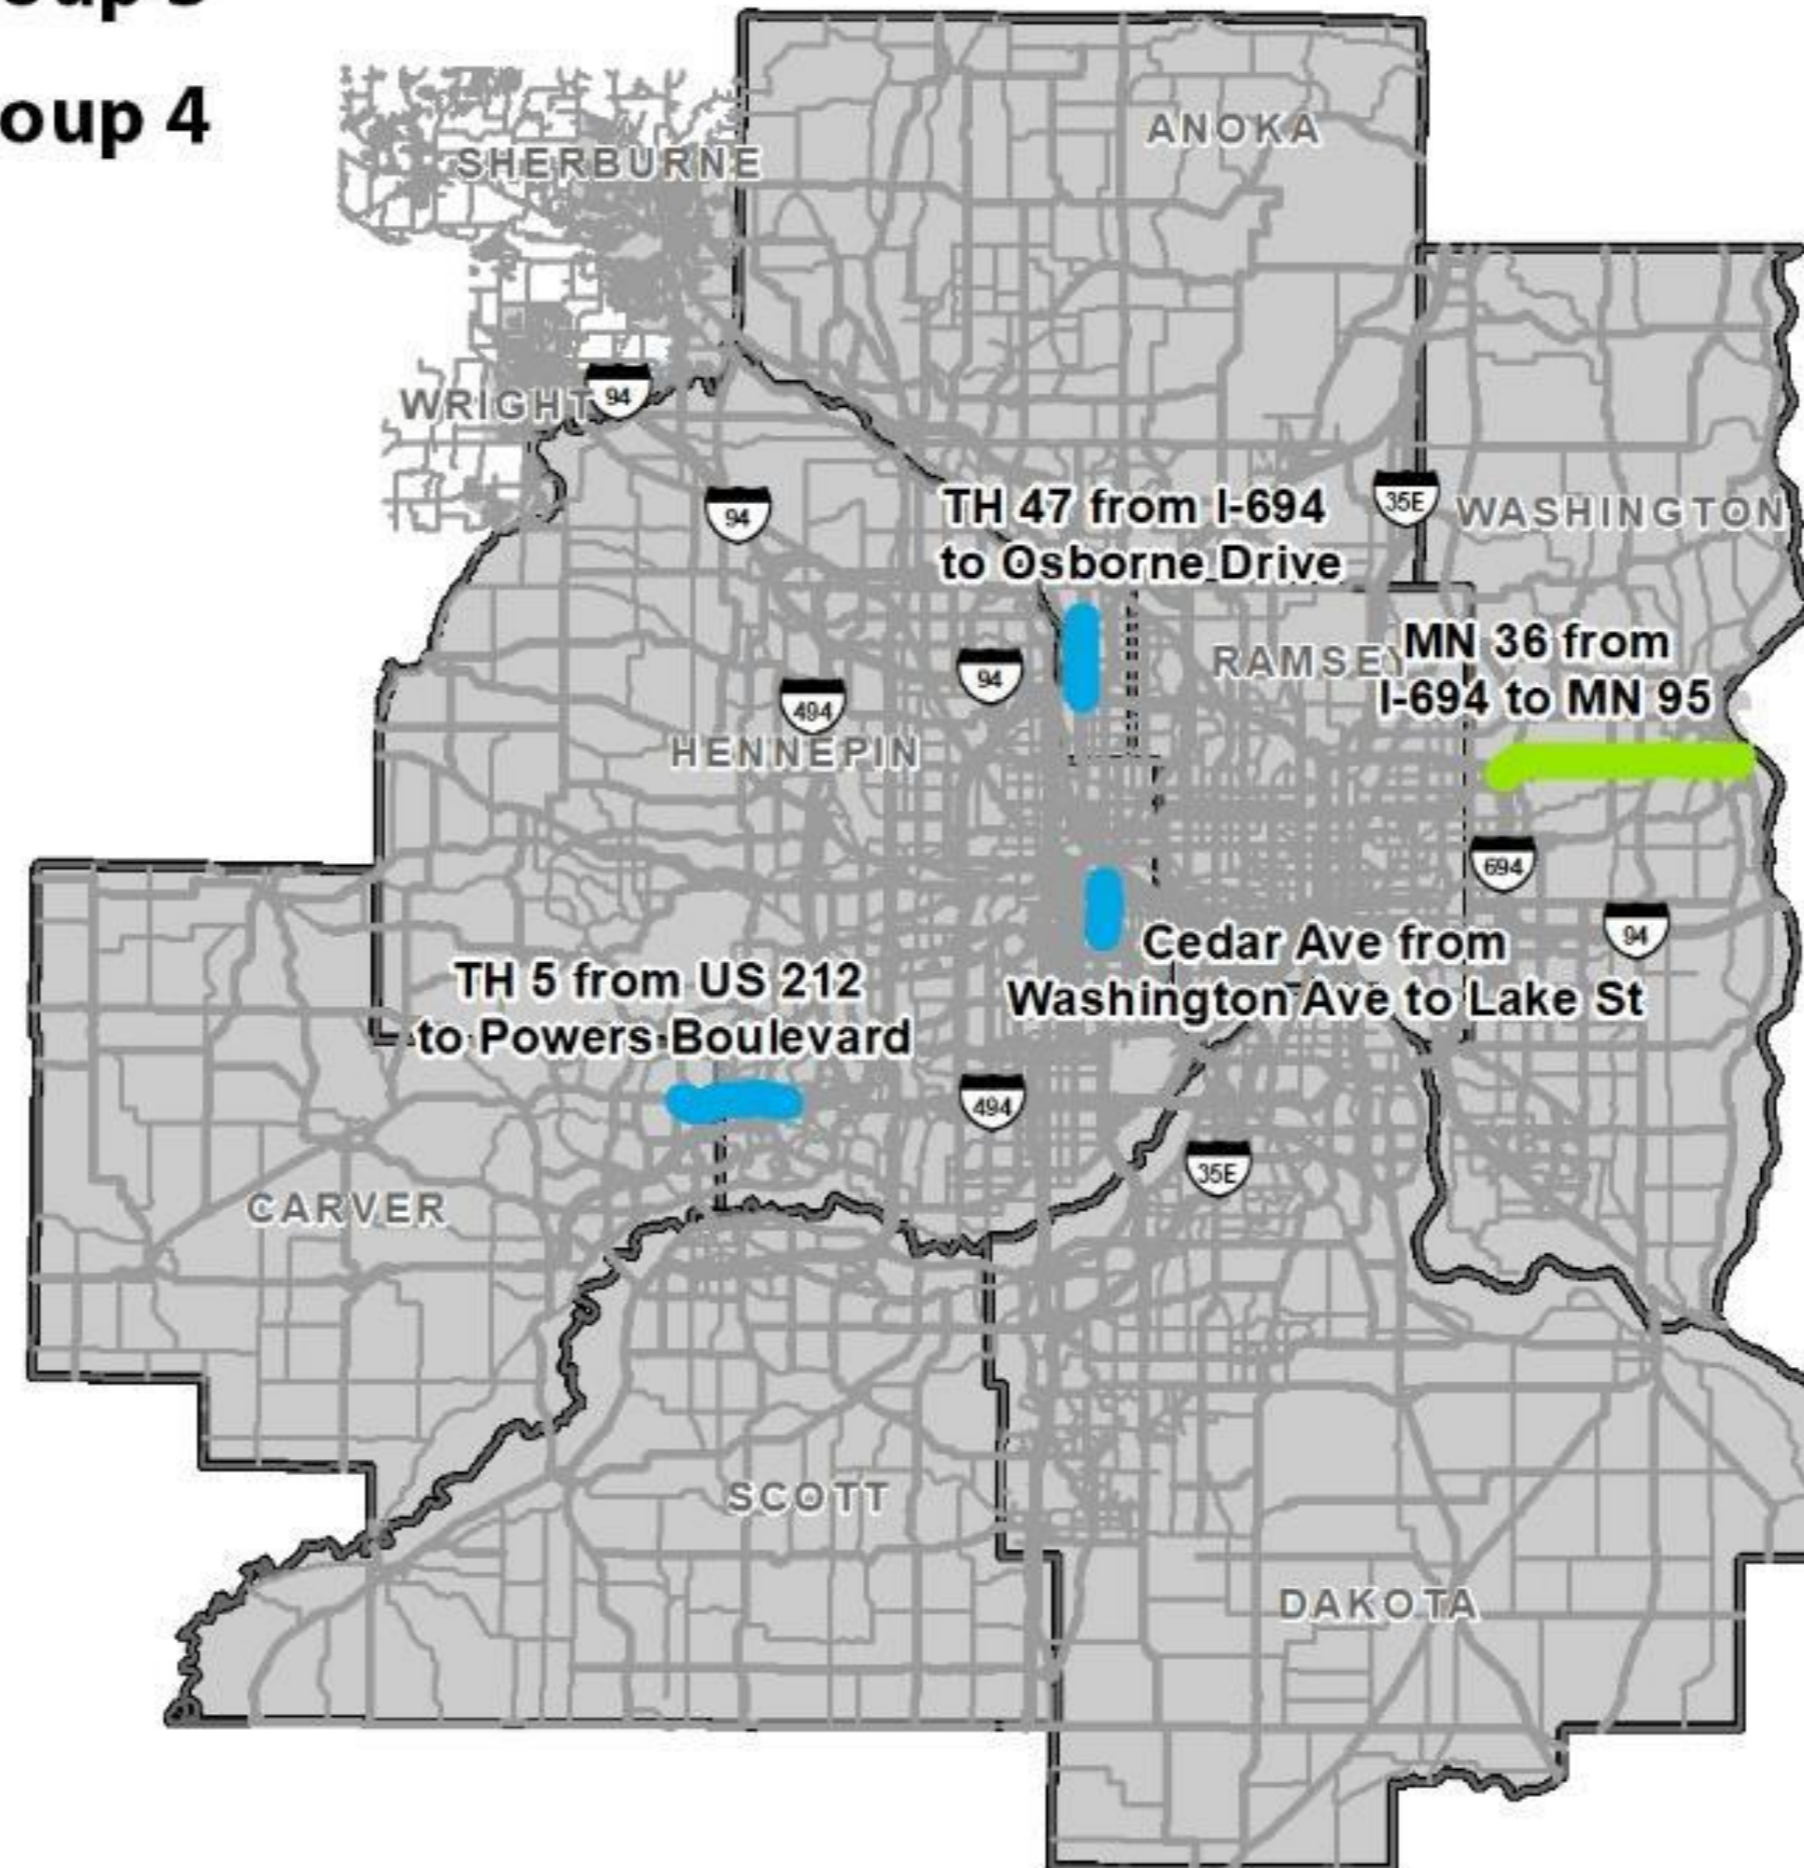 oup 4
ANOKA
SHERBURNE
WRIGHT
94
94
TH 47 from I-694
to Osborne Drive
35E
WASHINGTON
94
RAMSEY
MN 36 from
I-694 to MN 95
494
HENNEPIN
694
94
Cedar Ave from
Washington Ave to Lake St
TH 5 from US 212
to Powers Boulevard
494
35E
CARVER
SCOTT
DAKOTA